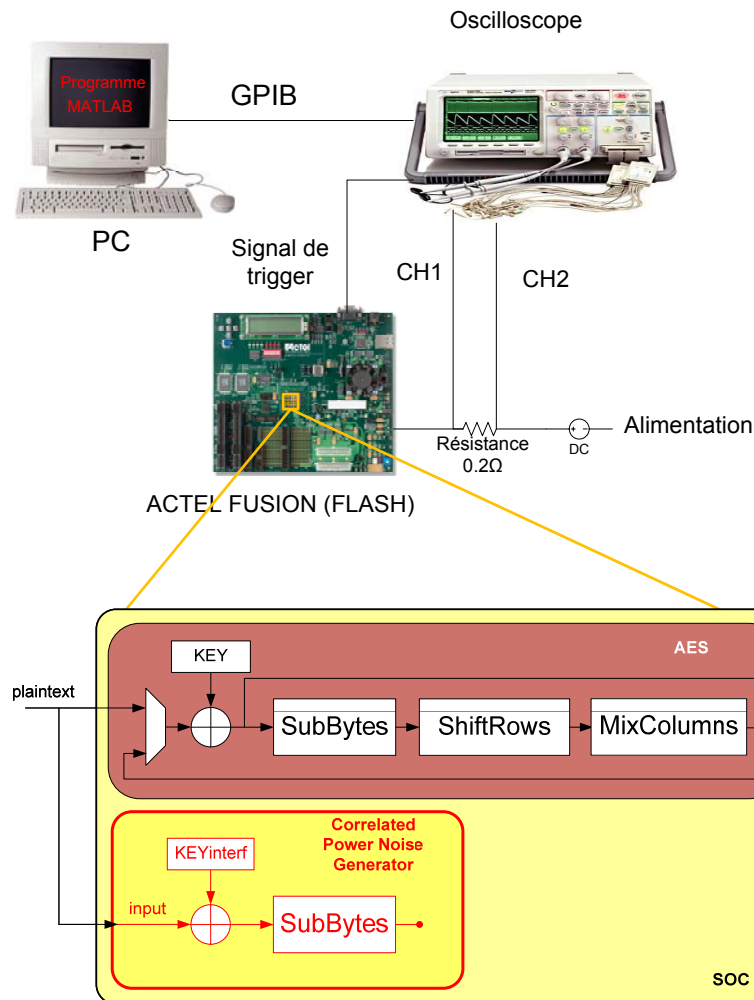 Oscilloscope
Programme
MATLAB
GPIB
PC
Signal de
trigger
CH1
CH2
Actel
Résistance
0.2Ω
DC
Alimentation
ACTEL FUSION (FLASH)
AES
KEY
plaintext
SubBytes
ShiftRows
MixColumns
Correlated
Power Noise
Generator
KEYinterf
input
SubBytes
SOC